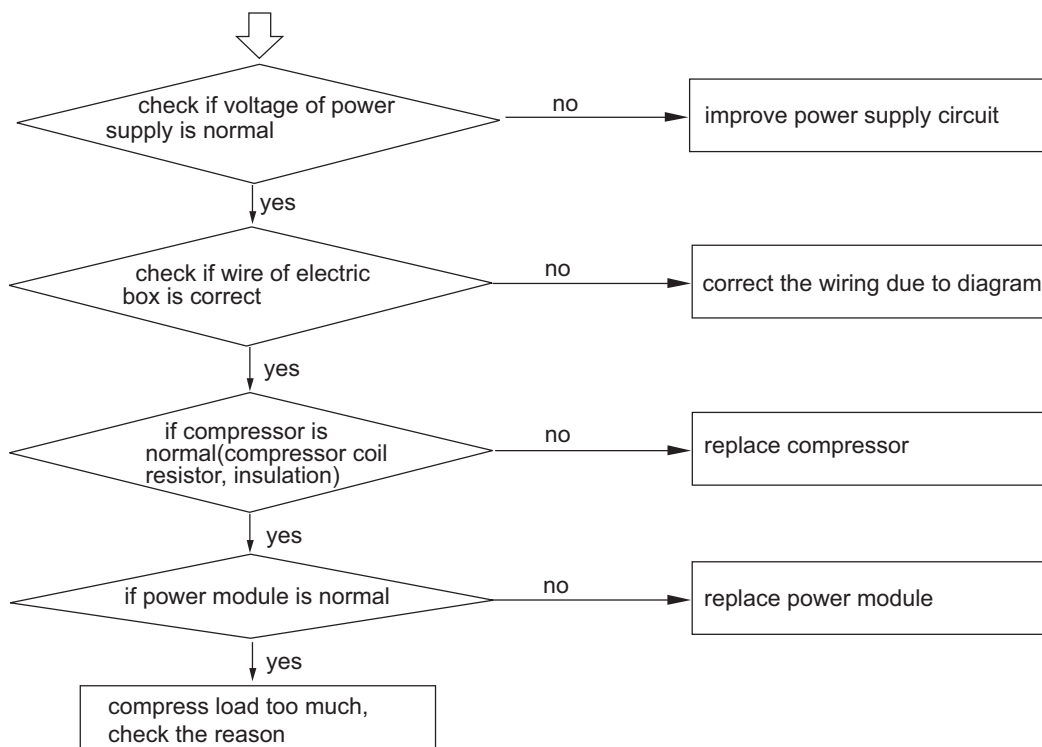 check if voltage of power
supply is normal
no
improve power supply circuit
yes
check if wire of electric
box is correct
no
correct the wiring due to diagram
yes
if compressor is
normal(compressor coil
resistor, insulation)
no
replace compressor
yes
if power module is normal
no
replace power module
yes
compress load too much,
check the reason